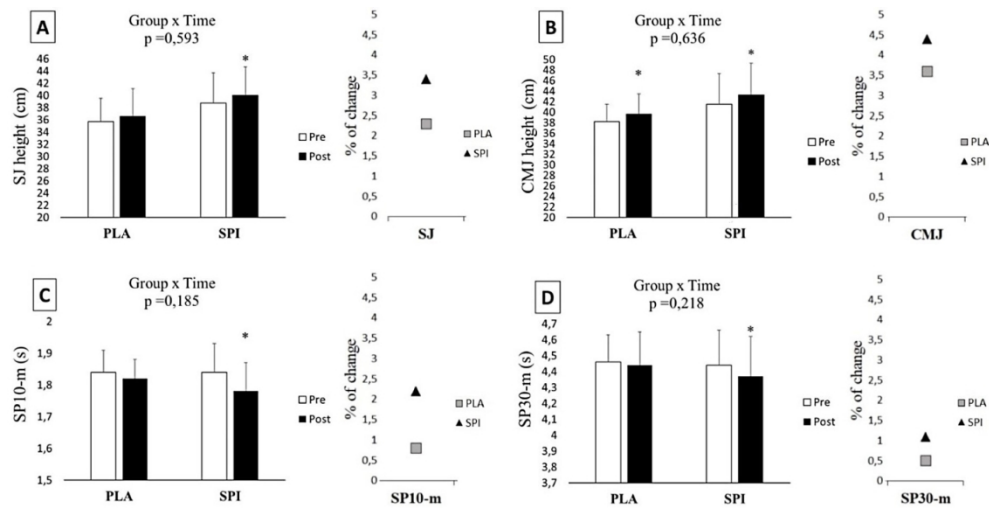 A
Group x Time
p =0,593
SJ height (cm)
46
44
42
40
38
36
34
32
30
28
26
24
22
20
*
PLA
SPI
Pre
Post
% of change
5
4,5
4
3,5
3
2,5
2
1,5
1
0,5
0
SJ
PLA
SPI
B
Group x Time
p =0,636
CMJ height (cm)
50
48
46
44
42
40
38
36
34
32
30
28
26
24
22
20
*
*
PLA
SPI
Pre
Post
% of change
5
4,5
4
3,5
3
2,5
2
1,5
1
0,5
0
CMJ
PLA
SPI
C
Group x Time
p =0,185
SP10-m (s)
2
1,9
1,8
1,7
1,6
1,5
*
PLA
SPI
Pre
Post
% of change
5
4,5
4
3,5
3
2,5
2
1,5
1
0,5
0
SP10-m
PLA
SPI
D
Group x Time
p =0,218
SP30-m (s)
4,7
4,6
4,5
4,4
4,3
4,2
4,1
4
3,9
3,8
3,7
*
PLA
SPI
Pre
Post
% of change
5
4,5
4
3,5
3
2,5
2
1,5
1
0,5
0
SP30-m
PLA
SPI